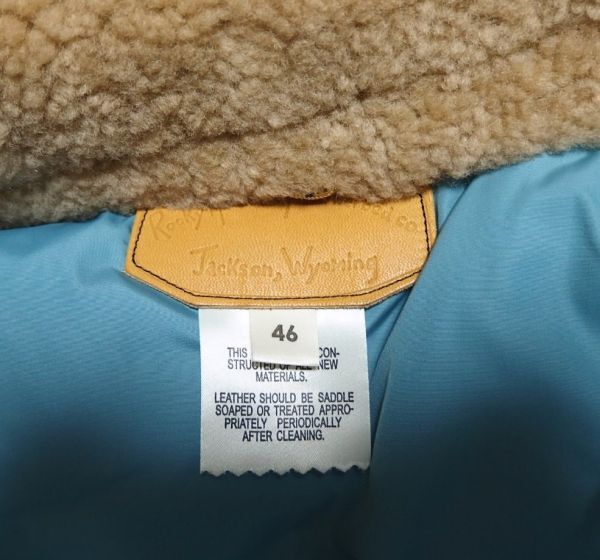 Jackson, Wyoming
46
THIS CON-
STRUCTED OF ALL NEW
MATERIALS.
LEATHER SHOULD BE SADDLE
SOAPED OR TREATED APPRO-
PRIATELY PERIODICALLY
AFTER CLEANING.